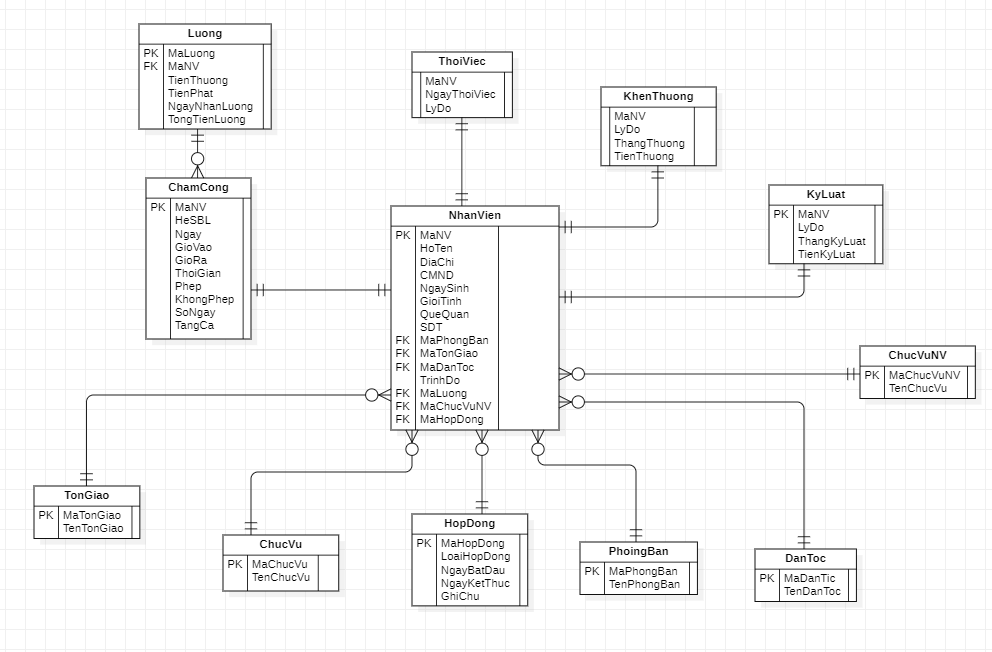 Luong
PK MaLuong
FK MaNV
TienThuong
TienPhat
NgayNhanLuong
TongTienLuong
ThoiViec
MaNV
NgayThoiViec
LyDo
KhenThuong
MaNV
LyDo
ThangThuong
TienThuong
ChamCong
PK MaNV
HeSBL
Ngay
GioVao
GioRa
ThoiGian
Phep
KhongPhep
SoNgay
TangCa
NhanVien
PK MaNV
HoTen
DiaChi
CMND
NgaySinh
GioiTinh
QueQuan
SDT
FK MaPhongBan
FK MaTonGiao
FK MaDanToc
TrinhDo
FK MaLuong
FK MaChucVuNV
FK MaHopDong
KyLuat
PK MaNV
LyDo
ThangKyLuat
TienKyLuat
ChucVuNV
PK MaChucVuNV
TenChucVu
TonGiao
PK MaTonGiao
TenTonGiao
ChucVu
PK MaChucVu
TenChucVu
HopDong
PK MaHopDong
LoaiHopDong
NgayBatDau
NgayKetThuc
GhiChu
PhoingBan
PK MaPhongBan
TenPhongBan
DanToc
PK MaDanTic
TenDanToc